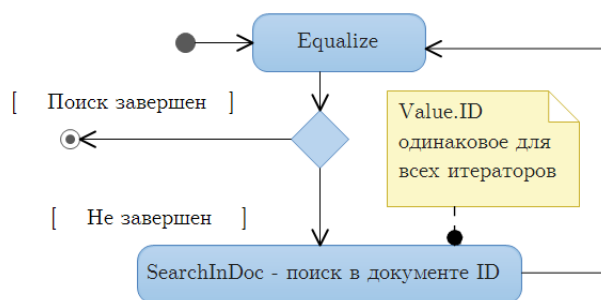 Equalize
[ Поиск завершен ]
Value.ID
одинаковое для
всех итераторов
[ Не завершен ]
SearchInDoc - поиск в документе ID